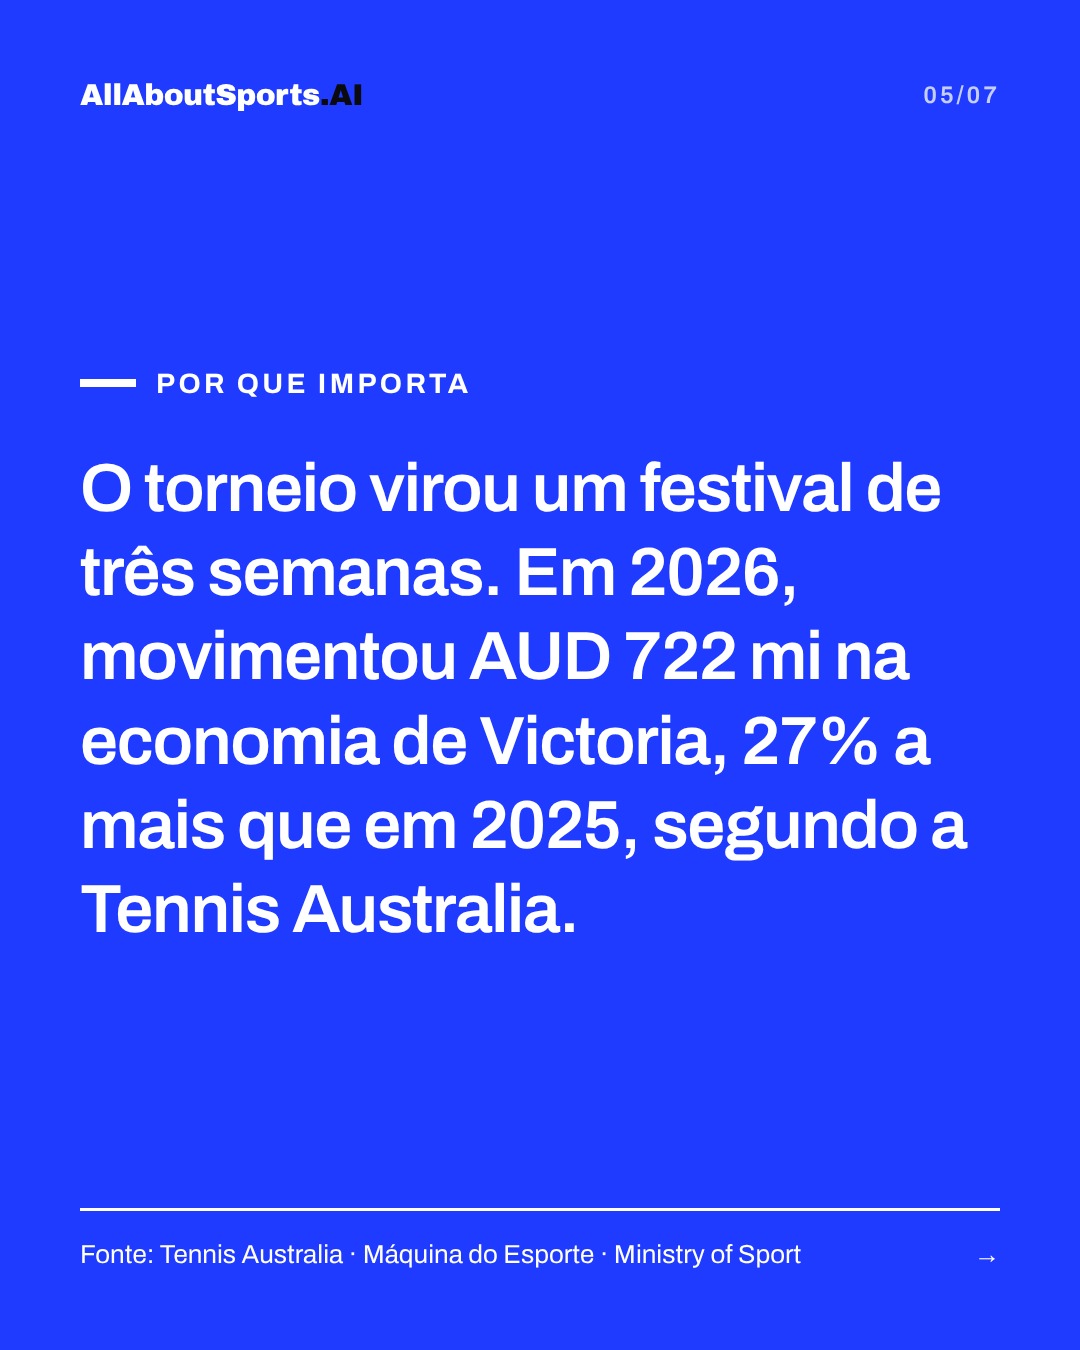 AllAboutSports.AI
05/07
POR QUE IMPORTA
O torneio virou um festival de
três semanas. Em 2026,
movimentou AUD 722 mi na
economia de Victoria, 27% a
mais que em 2025, segundo a
Tennis Australia.
Fonte: Tennis Australia · Máquina do Esporte · Ministry of Sport →